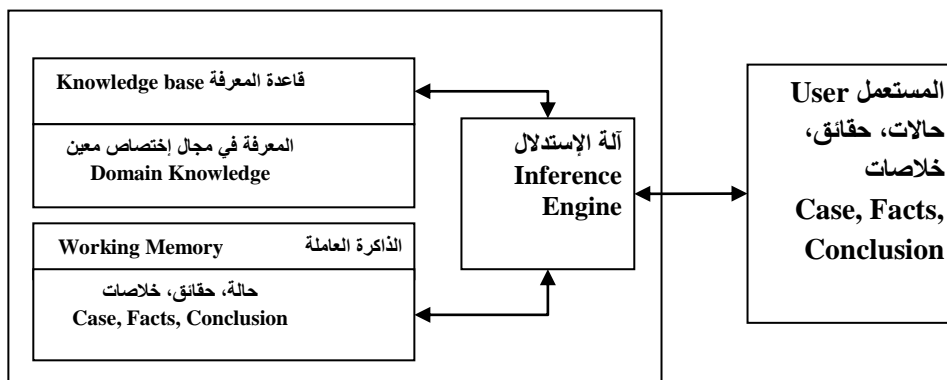 قاعدة المعرفة Knowledge base
المعرفة في مجال إختصاص معين
Domain Knowledge
الذاكرة العاملة Working Memory
حالة، حقائق، خلاصات
Case, Facts, Conclusion
آلة الإستدلال
Inference
Engine
المستعمل User
حالات، حقائق،
خلاصات
Case, Facts,
Conclusion